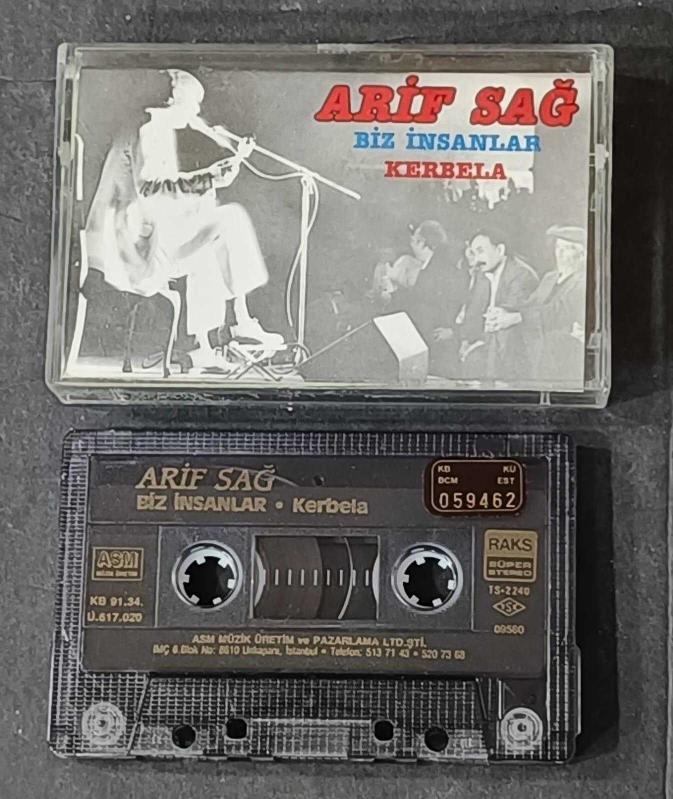 ARİF SAĞ
BİZ İNSANLAR
KERBELA
ARİF SAĞ
BİZ İNSANLAR • Kerbela
KB KÜ
BCM EST
059462
ASM
MÜZİK ÜRETİM
RAKS
SÜPER
STEREO
KB 91.34.
Ü.617.020
TS•2240
TSE
09560
ASM MÜZİK ÜRETİM ve PAZARLAMA LTD.ŞTİ.
İMÇ 6.Blok No: 6610 Unkapanı, İstanbul • Telefon: 513 71 43 • 520 73 68